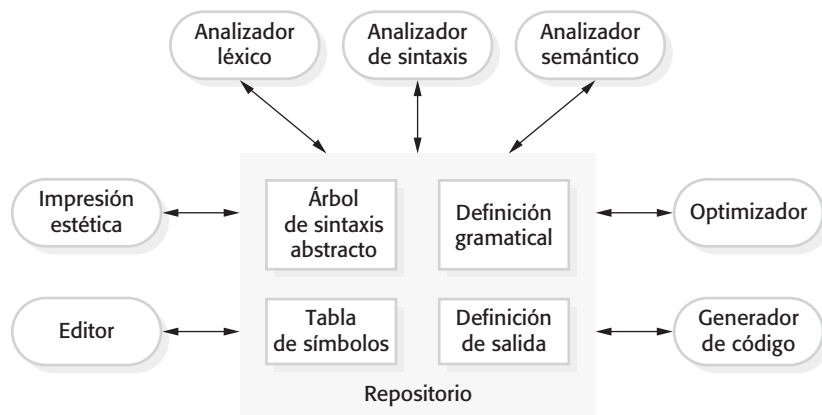 Analizador
léxico
Analizador
de sintaxis
Analizador
semántico
Impresión
estética
Árbol
de sintaxis
abstracto
Definición
gramatical
Optimizador
Editor
Tabla
de símbolos
Definición
de salida
Generador
de código
Repositorio